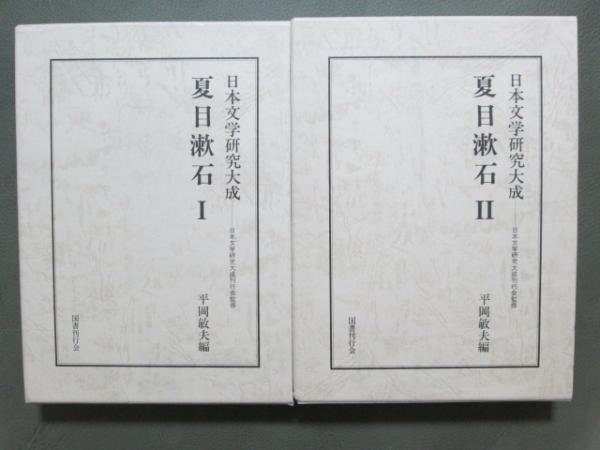 日本文学研究大成
日本文学研究大成刊行会監修
夏目漱石 I
平岡敏夫編
国書刊行会
日本文学研究大成
日本文学研究大成刊行会監修
夏目漱石 II
平岡敏夫編
国書刊行会